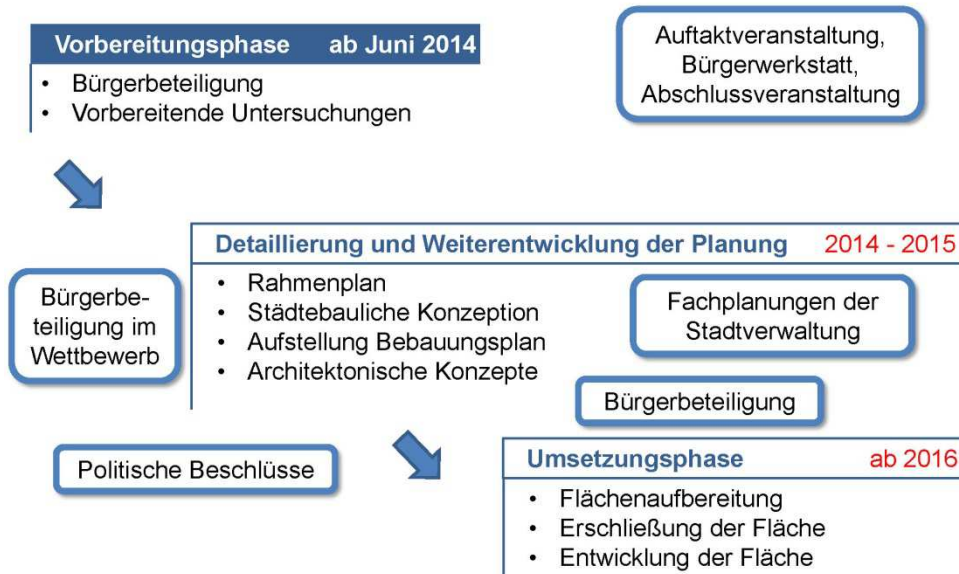 Vorbereitungsphase ab Juni 2014
• Bürgerbeteiligung
• Vorbereitende Untersuchungen
Auftaktveranstaltung,
Bürgerwerkstatt,
Abschlussveranstaltung
Detaillierung und Weiterentwicklung der Planung 2014 - 2015
• Rahmenplan
• Städtebauliche Konzeption
• Aufstellung Bebauungsplan
• Architektonische Konzepte
Bürgerbe-
teiligung im
Wettbewerb
Fachplanungen der
Stadtverwaltung
Bürgerbeteiligung
Politische Beschlüsse
Umsetzungsphase ab 2016
• Flächenaufbereitung
• Erschließung der Fläche
• Entwicklung der Fläche